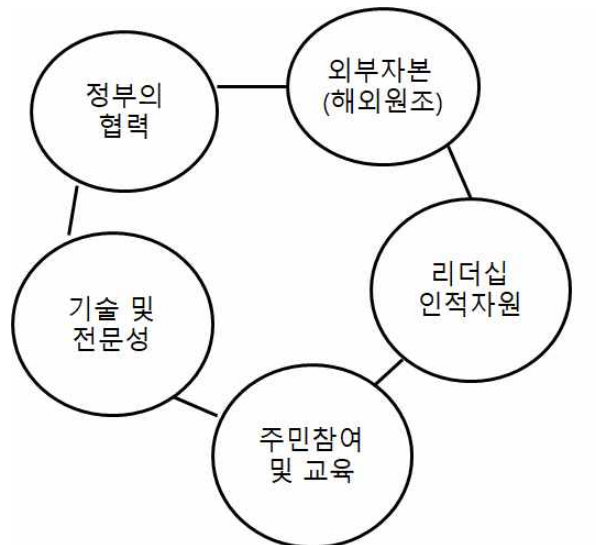 정부의
협력
외부자본
(해외원조)
리더십
인적자원
기술 및
전문성
주민참여
및 교육